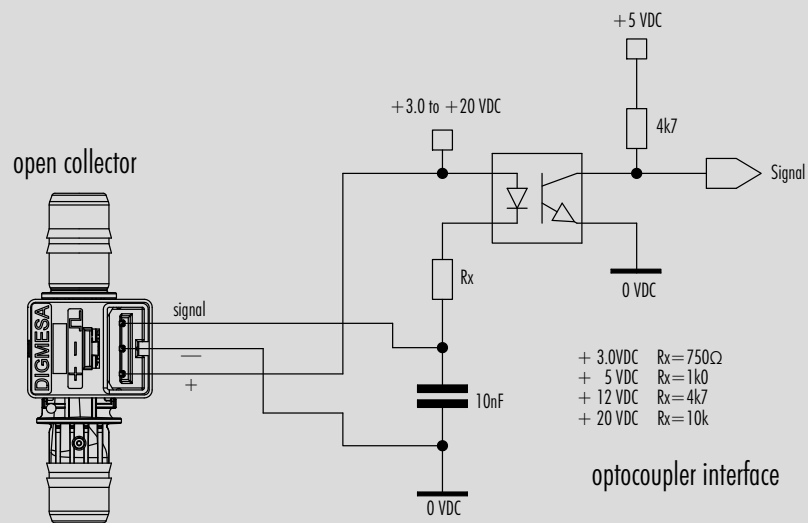 +5 VDC
+3.0 to +20 VDC
4k7
open collector
Signal
Rx
0 VDC
signal
DIGMESA
—
+
- +
10nF
+ 3.0VDC Rx=750Ω
+ 5 VDC Rx=1k0
+ 12 VDC Rx=4k7
+ 20 VDC Rx=10k
optocoupler interface
0 VDC